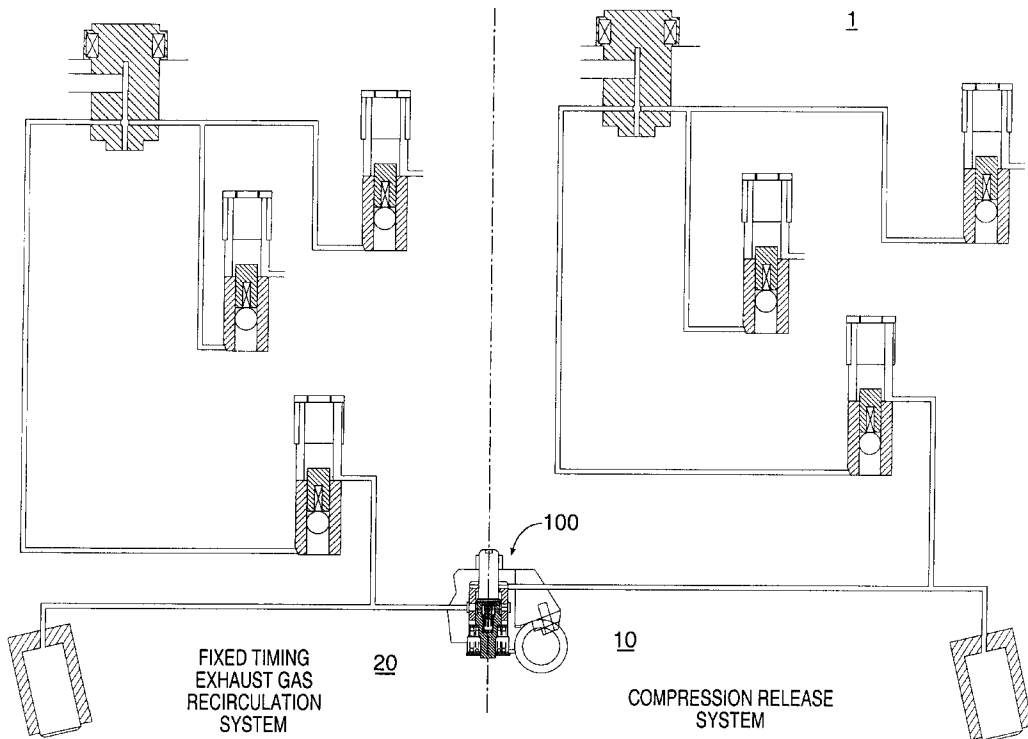 1
100
20
10
FIXED TIMING
EXHAUST GAS
RECIRCULATION
SYSTEM
COMPRESSION RELEASE
SYSTEM